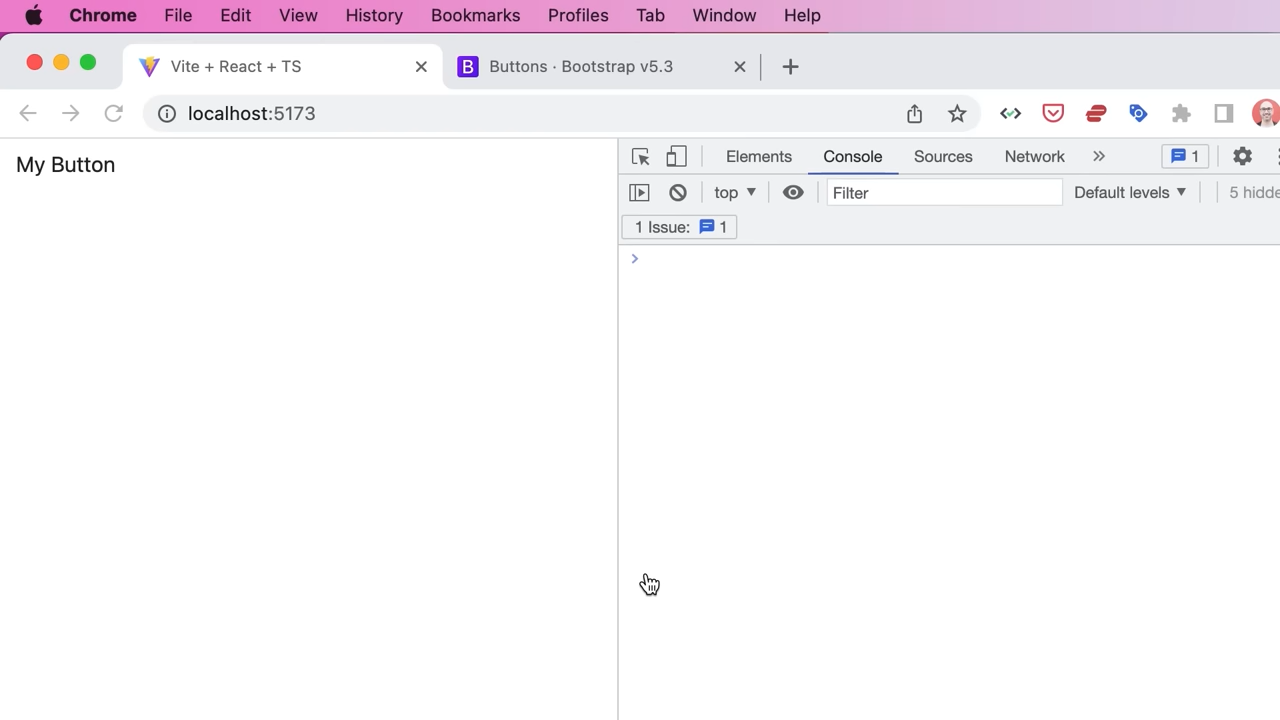 Chrome File Edit View History Bookmarks Profiles Tab Window Help
Vite + React + TS B Buttons · Bootstrap v5.3
localhost:5173
My Button
Elements Console Sources Network 1
top Filter Default levels 5 hidde
1 Issue: 1